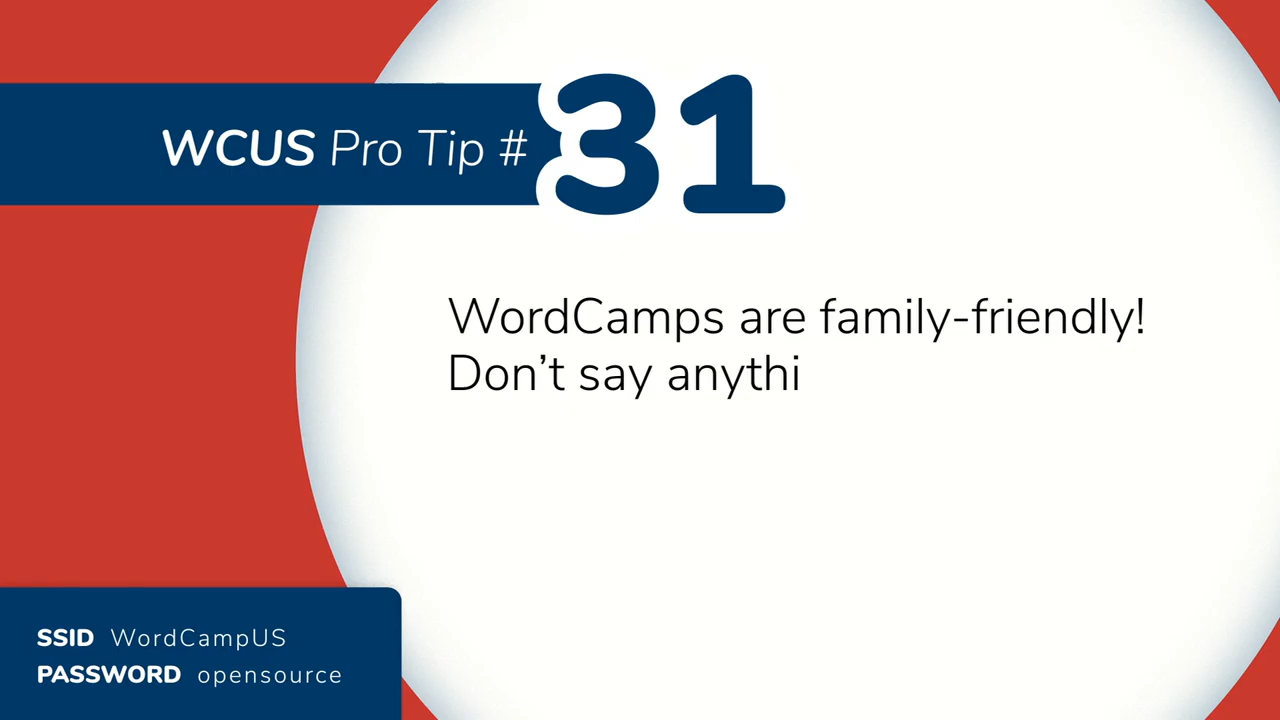 WCUS Pro Tip # 31
WordCamps are family-friendly!
Don’t say anythi
SSID WordCampUS
PASSWORD opensource